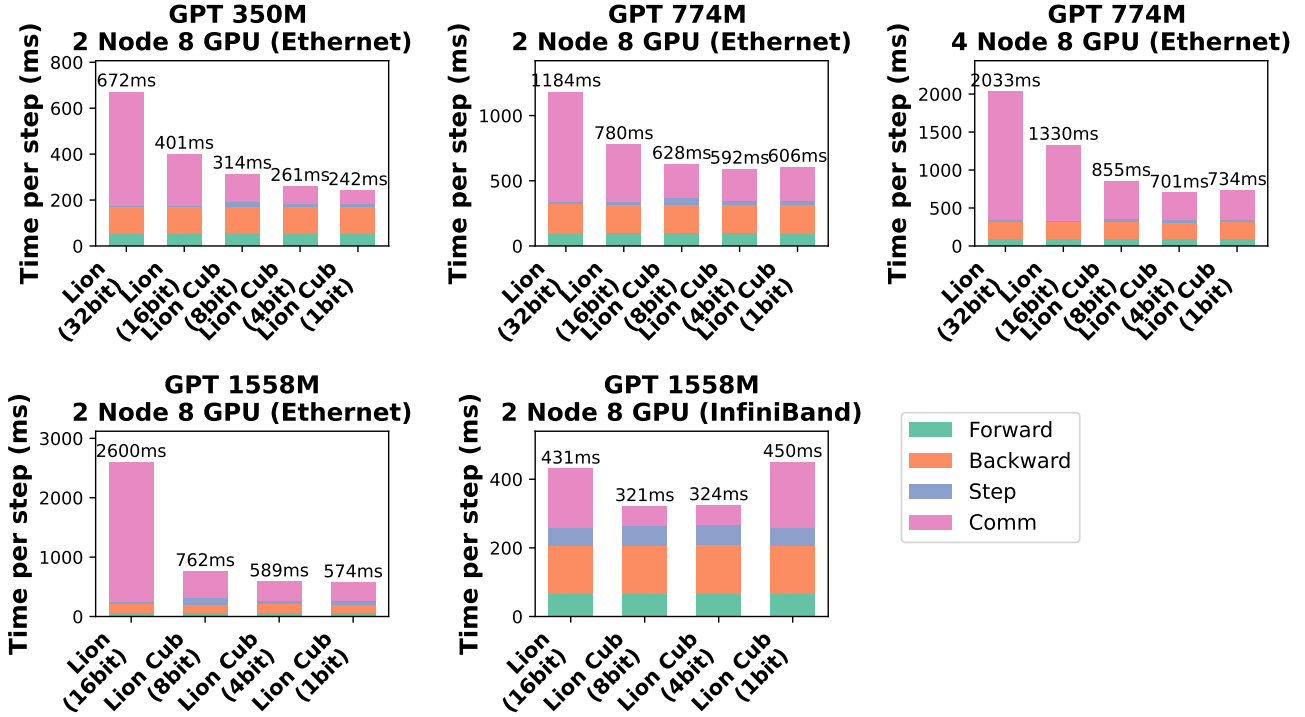 GPT 350M
2 Node 8 GPU (Ethernet)
Time per step (ms)
800
600
400
200
0
672ms
401ms
314ms
261ms
242ms
Lion
(32bit)
Lion
(16bit)
Lion Cub
(8bit)
Lion Cub
(4bit)
Lion Cub
(1bit)
GPT 774M
2 Node 8 GPU (Ethernet)
Time per step (ms)
1000
500
0
1184ms
780ms
628ms
592ms
606ms
Lion
(32bit)
Lion
(16bit)
Lion Cub
(8bit)
Lion Cub
(4bit)
Lion Cub
(1bit)
GPT 774M
4 Node 8 GPU (Ethernet)
Time per step (ms)
2000
1500
1000
500
0
2033ms
1330ms
855ms
701ms
734ms
Lion
(32bit)
Lion
(16bit)
Lion Cub
(8bit)
Lion Cub
(4bit)
Lion Cub
(1bit)
GPT 1558M
2 Node 8 GPU (Ethernet)
Time per step (ms)
3000
2000
1000
0
2600ms
762ms
589ms
574ms
Lion
(16bit)
Lion Cub
(8bit)
Lion Cub
(4bit)
Lion Cub
(1bit)
GPT 1558M
2 Node 8 GPU (InfiniBand)
Time per step (ms)
400
200
0
431ms
321ms
324ms
450ms
Lion
(16bit)
Lion Cub
(8bit)
Lion Cub
(4bit)
Lion Cub
(1bit)
Forward
Backward
Step
Comm